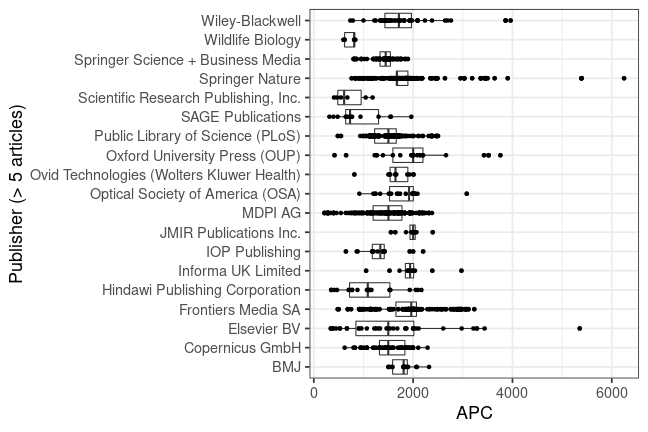 Wiley-Blackwell
Wildlife Biology
Springer Science + Business Media
Springer Nature
Scientific Research Publishing, Inc.
SAGE Publications
Public Library of Science (PLoS)
Oxford University Press (OUP)
Ovid Technologies (Wolters Kluwer Health)
Optical Society of America (OSA)
MDPI AG
JMIR Publications Inc.
IOP Publishing
Informa UK Limited
Hindawi Publishing Corporation
Frontiers Media SA
Elsevier BV
Copernicus GmbH
BMJ
Publisher (> 5 articles)
0 2000 4000 6000
APC